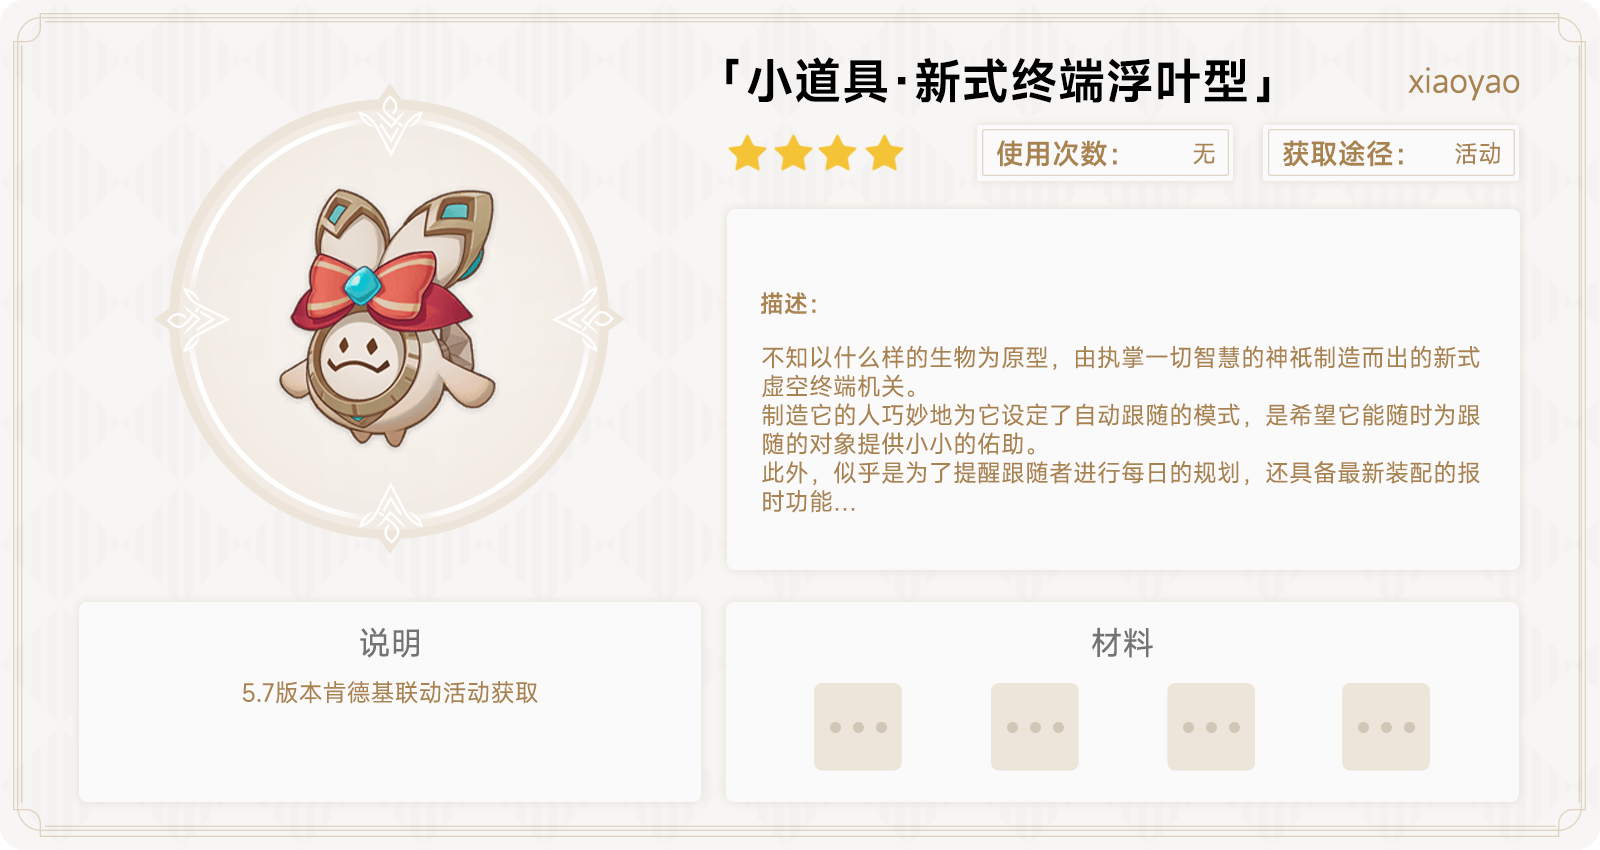 「小道具·新式终端浮叶型」
xiaoyao
使用次数： 无
获取途径： 活动
描述：
不知以什么样的生物为原型，由执掌一切智慧的神祇制造而出的新式
虚空终端机关。
制造它的人巧妙地为它设定了自动跟随的模式，是希望它能随时为跟
随的对象提供小小的佑助。
此外，似乎是为了提醒跟随者进行每日的规划，还具备最新装配的报
时功能...
说明
5.7版本肯德基联动活动获取
材料